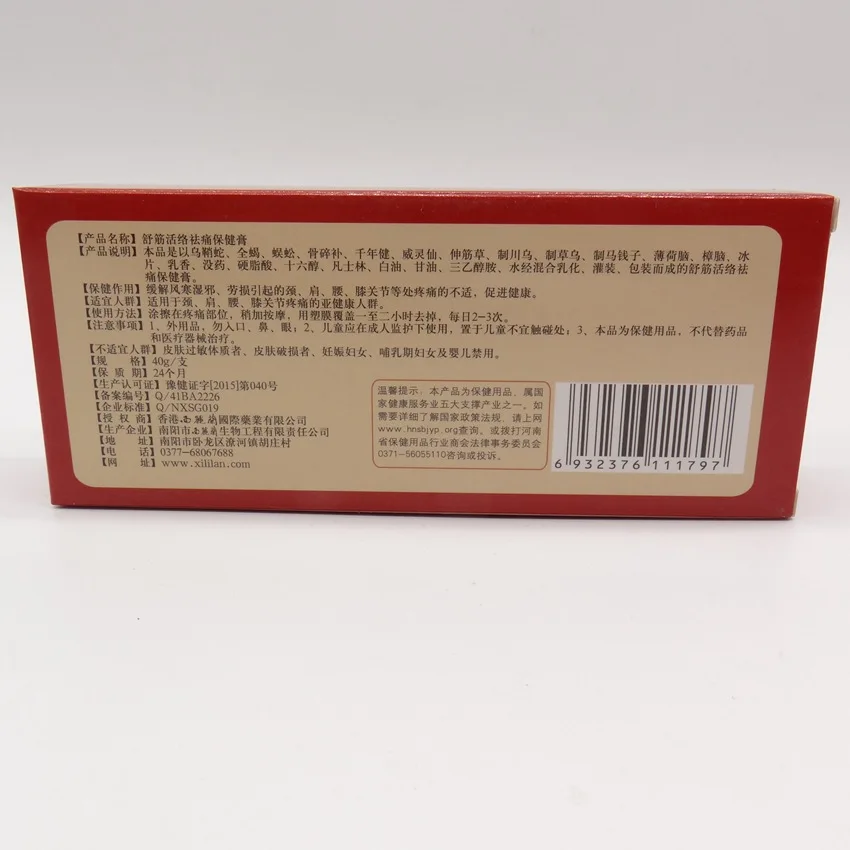 【产品名称】舒筋活络祛痛保健膏
【产品说明】本品是以乌鞘蛇、全蝎、蜈蚣、骨碎补、千年健、威灵仙、伸筋草、制川乌、制草乌、制马钱子、薄荷脑、樟脑、冰
片、乳香、没药、硬脂酸、十六醇、凡士林、白油、甘油、三乙醇胺、水经混合乳化、灌装、包装而成的舒筋活络祛
痛保健膏。
【保健作用】缓解风寒湿邪、劳损引起的颈、肩、腰、膝关节等处疼痛的不适，促进健康。
【适宜人群】适用于颈、肩、腰、膝关节疼痛的亚健康人群。
【使用方法】涂擦在疼痛部位，稍加按摩，用塑膜覆盖一至二小时去掉，每日2-3次。
【注意事项】1、外用品，勿入口、鼻、眼；2、儿童应在成人监护下使用，置于儿童不宜触碰处；3、本品为保健用品，不代替药品
和医疗器械治疗。
【不适宜人群】皮肤过敏体质者、皮肤破损者、妊娠妇女、哺乳期妇女及婴儿禁用。
【规 格】40g/支
【保 质 期】24个月
【生产许可证】豫健证字[2015]第040号
【备案编号】Q/41BA2226
【企业标准】Q/NXSG019
【授 权 商】香港西麗蘭國際藥業有限公司
【生产企业】南阳市西麗蘭生物工程有限责任公司
【地 址】南阳市卧龙区潦河镇胡庄村
【电 话】0377-68067688
【网 址】www.xililan.com
温馨提示：本产品为保健用品，属国
家健康服务业五大支撑产业之一。如
需要详细了解国家政策法规，请上网
www.hnsbjyp.org查询。或拨打河南
省保健用品行业商会法律事务委员会
0371-56055110咨询或投诉。
6 932376 111797